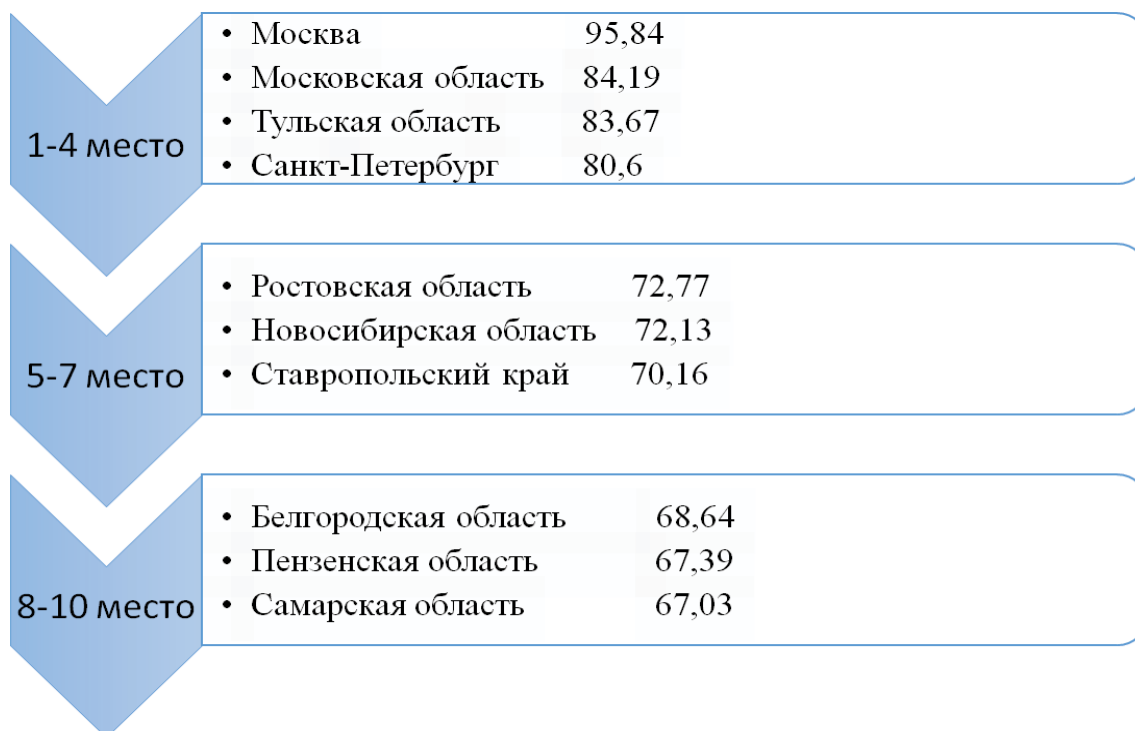 1-4 место
• Москва 95,84
• Московская область 84,19
• Тульская область 83,67
• Санкт-Петербург 80,6
5-7 место
• Ростовская область 72,77
• Новосибирская область 72,13
• Ставропольский край 70,16
8-10 место
• Белгородская область 68,64
• Пензенская область 67,39
• Самарская область 67,03